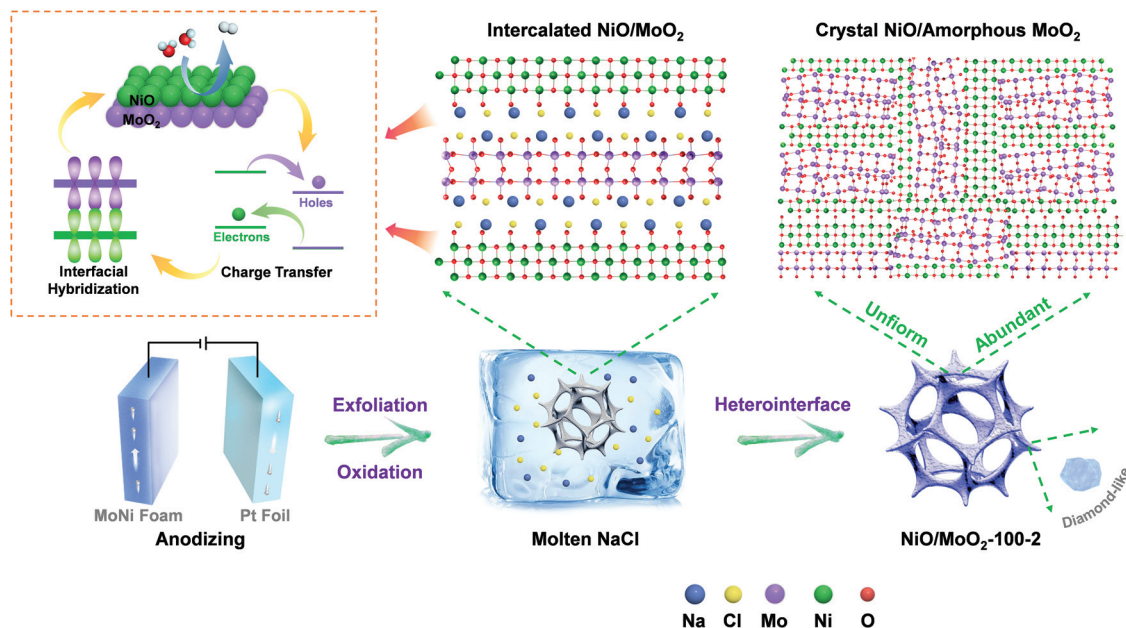 Intercalated NiO/MoO₂
Crystal NiO/Amorphous MoO₂
NiO
MoO₂
Holes
Electrons
Interfacial
Hybridization
Charge Transfer
Unfiorm
Abundant
Exfoliation
Oxidation
Heterointerface
MoNi Foam
Pt Foil
Anodizing
Molten NaCl
NiO/MoO₂-100-2
Diamond-like
Na
Cl
Mo
Ni
O